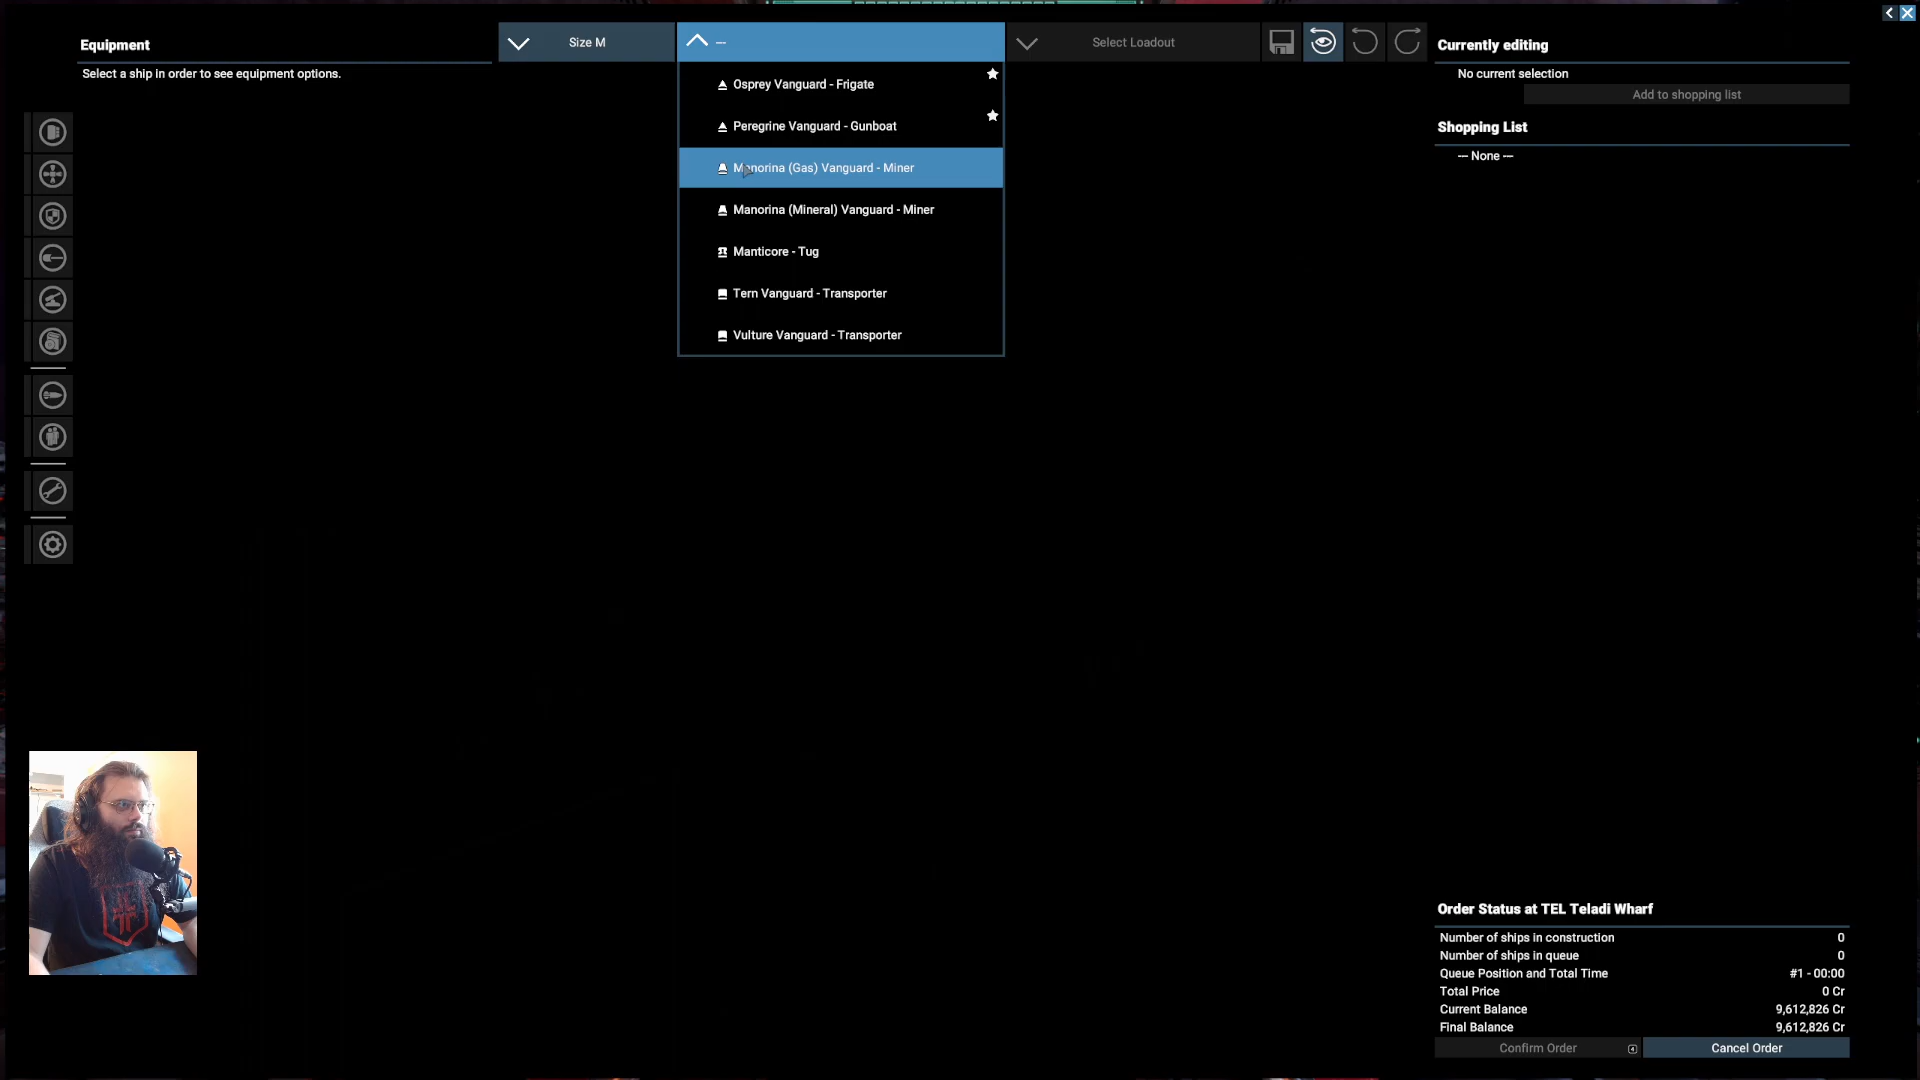 Equipment
Select a ship in order to see equipment options.
Size M
---
Select Loadout
Osprey Vanguard - Frigate
Peregrine Vanguard - Gunboat
Manorina (Gas) Vanguard - Miner
Manorina (Mineral) Vanguard - Miner
Manticore - Tug
Tern Vanguard - Transporter
Vulture Vanguard - Transporter
Currently editing
No current selection
Add to shopping list
Shopping List
--- None ---
Order Status at TEL Teladi Wharf
Number of ships in construction 0
Number of ships in queue 0
Queue Position and Total Time #1 - 00:00
Total Price 0 Cr
Current Balance 9,612,826 Cr
Final Balance 9,612,826 Cr
Confirm Order
Cancel Order